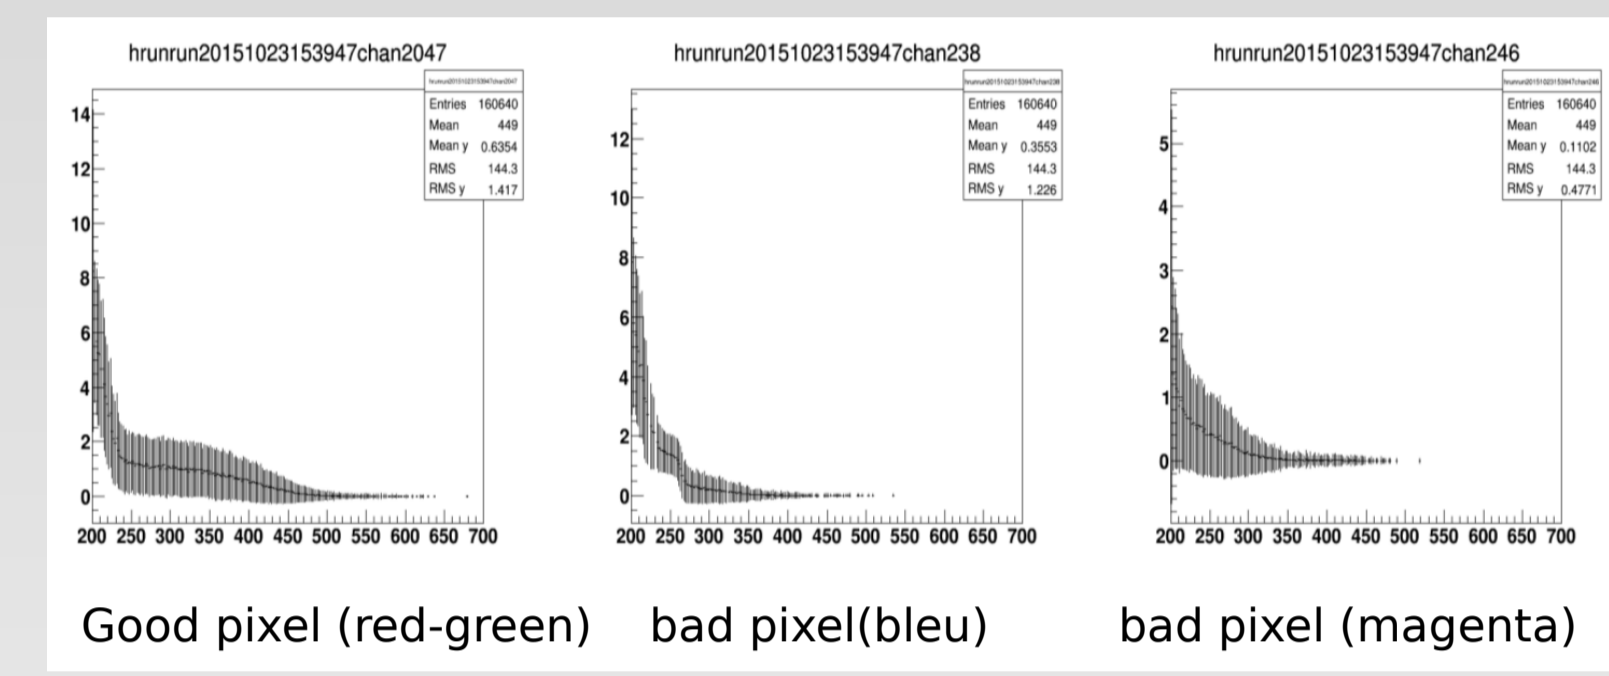 hrunrun20151023153947chan2047
hrunrun20151023153947chan2047
Entries 160640
Mean 449
Mean y 0.6354
RMS 144.3
RMS y 1.417
14
12
10
8
6
4
2
0
200 250 300 350 400 450 500 550 600 650 700
Good pixel (red-green)
hrunrun20151023153947chan238
hrunrun20151023153947chan238
Entries 160640
Mean 449
Mean y 0.3553
RMS 144.3
RMS y 1.226
12
10
8
6
4
2
0
200 250 300 350 400 450 500 550 600 650 700
bad pixel(bleu)
hrunrun20151023153947chan246
hrunrun20151023153947chan246
Entries 160640
Mean 449
Mean y 0.1102
RMS 144.3
RMS y 0.4771
5
4
3
2
1
0
200 250 300 350 400 450 500 550 600 650 700
bad pixel (magenta)